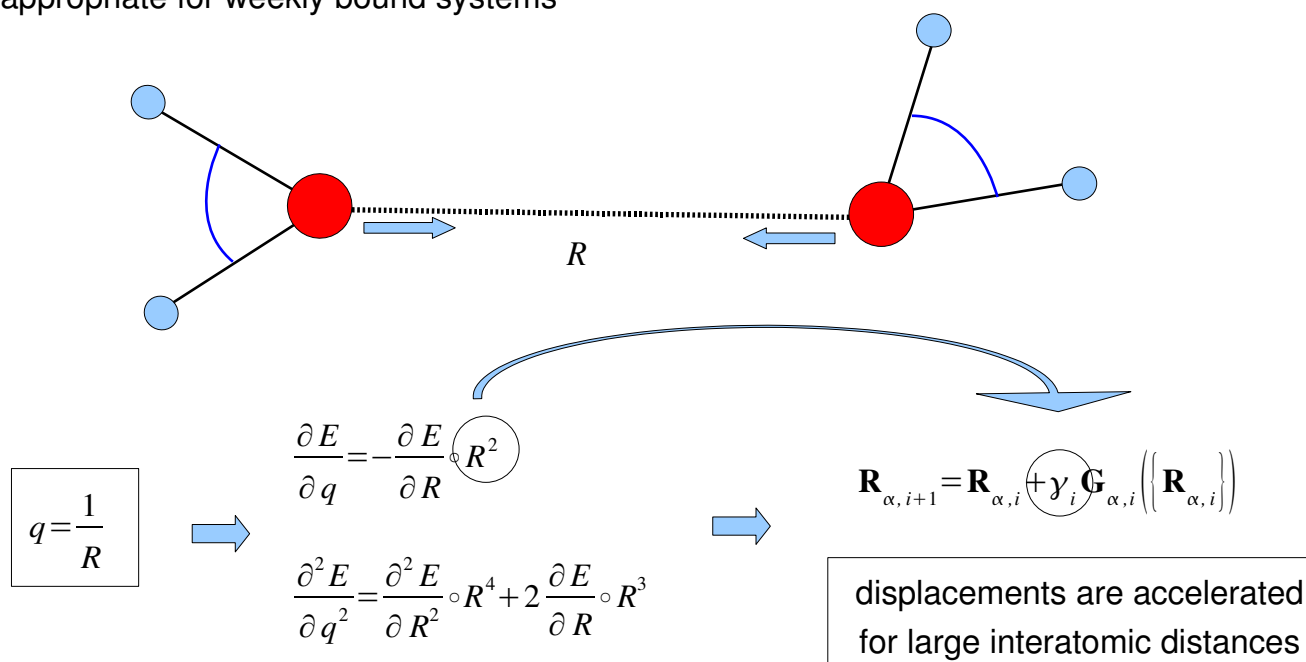 appropriate for weekly bound systems
R
∂E/∂q = −∂E/∂R ∘ R²
q = 1/R
∂²E/∂q² = ∂²E/∂R² ∘ R⁴ + 2 ∂E/∂R ∘ R³
R_{α,i+1} = R_{α,i} + γ_i G_{α,i} ({R_{α,i}})
displacements are accelerated
for large interatomic distances